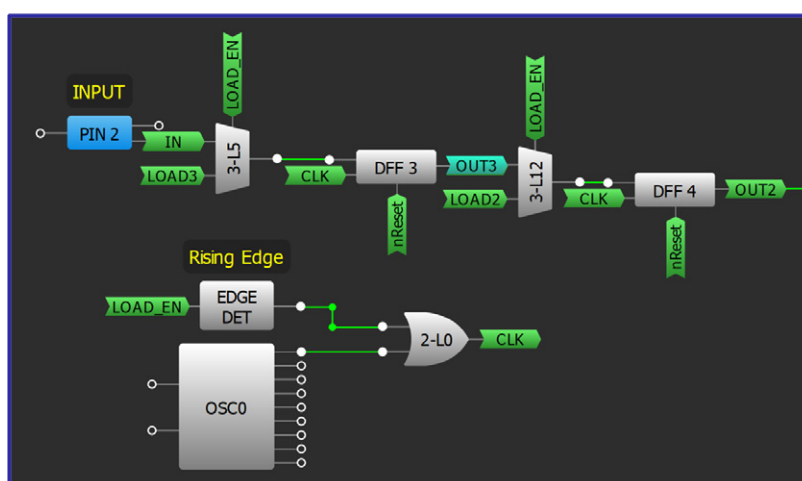 LOAD_EN
LOAD_EN
INPUT
PIN 2
IN
3-L5
LOAD3
CLK
DFF 3
OUT3
nReset
3-L12
LOAD2
CLK
DFF 4
OUT2
nReset
Rising Edge
LOAD_EN
EDGE
DET
2-L0
CLK
OSC0